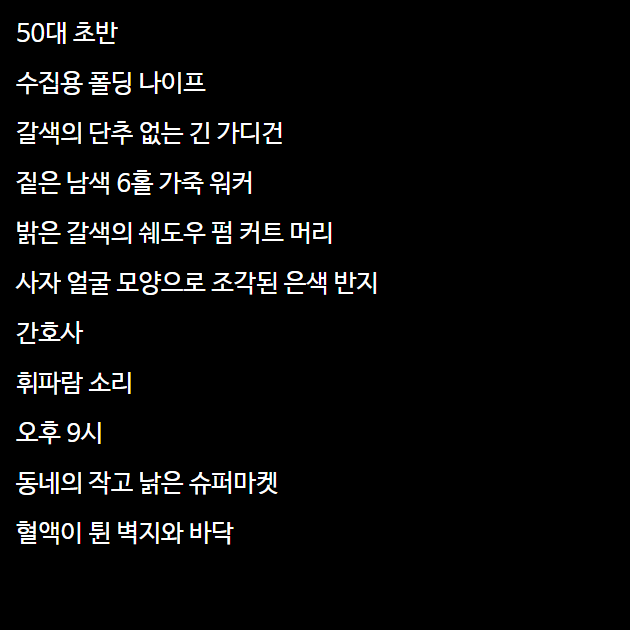 50대 초반
수집용 폴딩 나이프
갈색의 단추 없는 긴 가디건
짙은 남색 6홀 가죽 워커
밝은 갈색의 쉐도우 펌 커트 머리
사자 얼굴 모양으로 조각된 은색 반지
간호사
휘파람 소리
오후 9시
동네의 작고 낡은 슈퍼마켓
혈액이 튄 벽지와 바닥